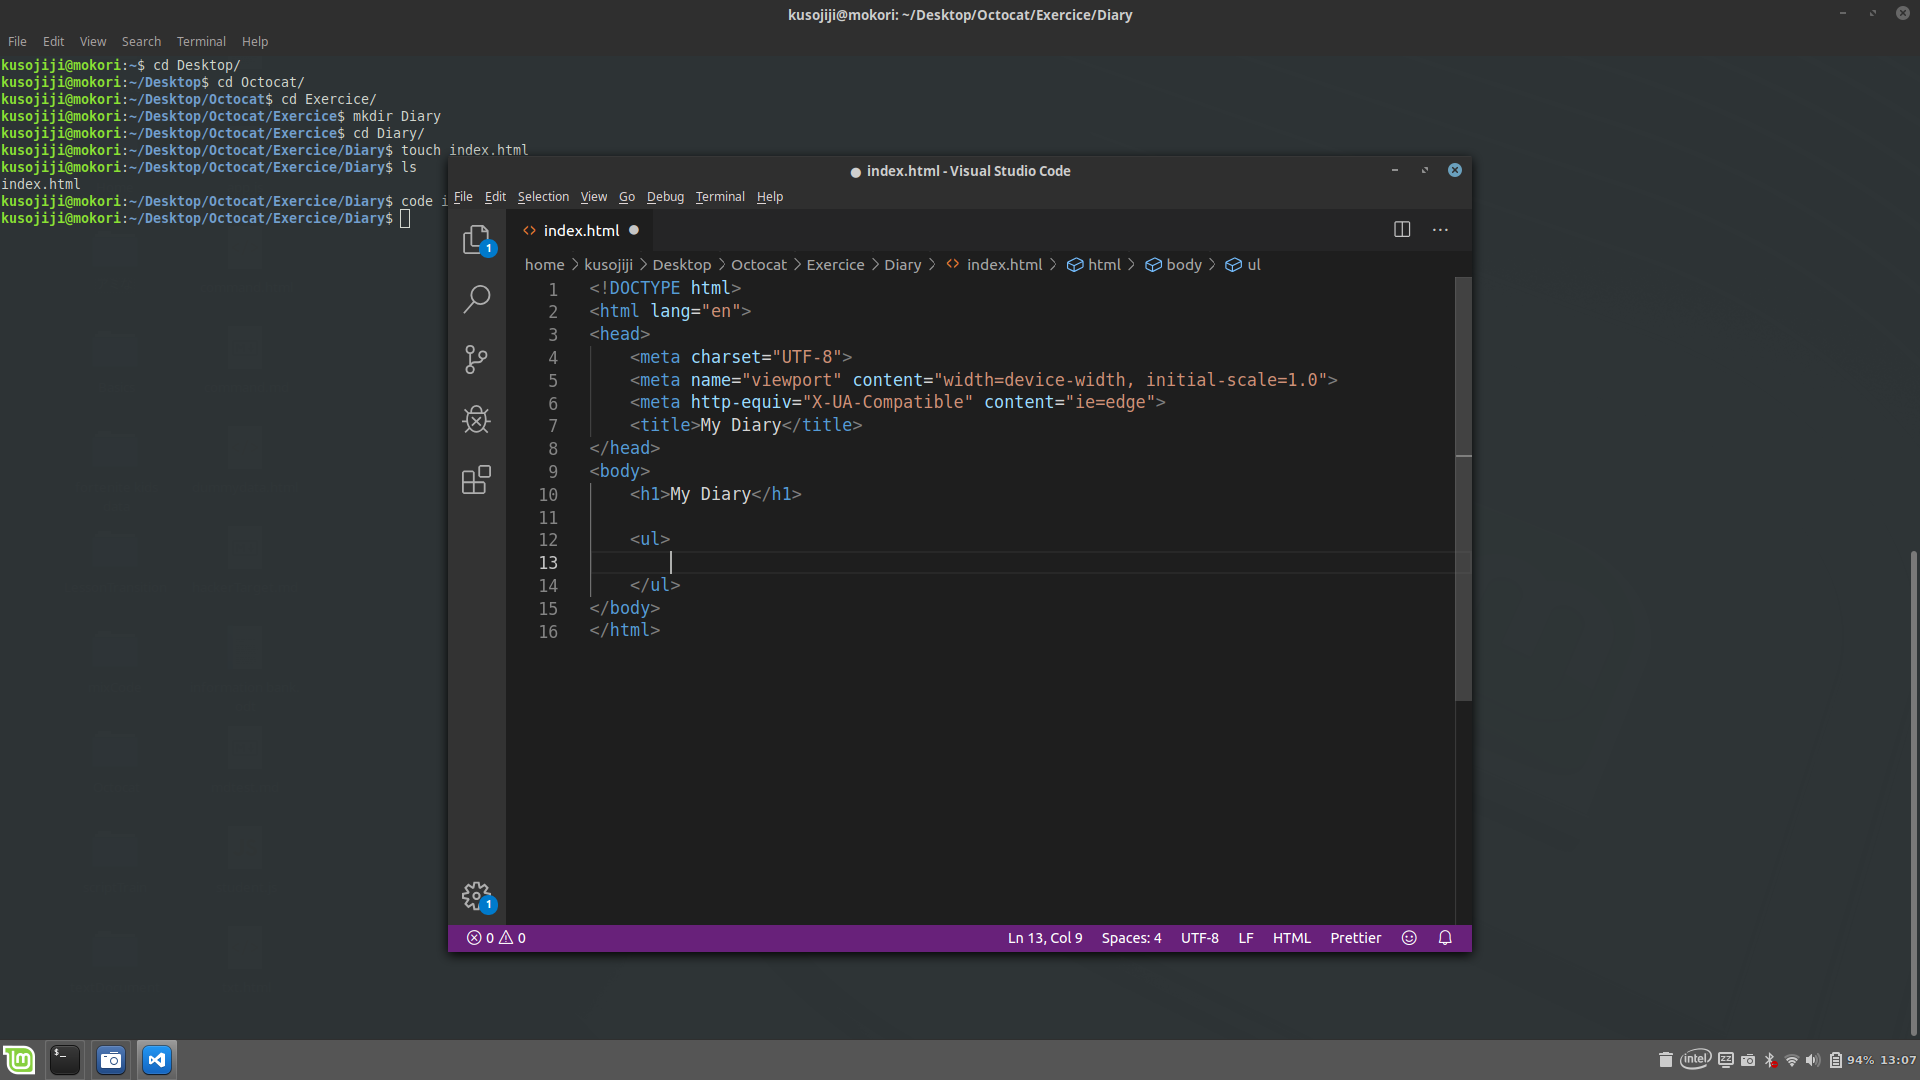 kusojiji@mokori: ~/Desktop/Octocat/Exercice/Diary
File Edit View Search Terminal Help
kusojiji@mokori:~$ cd Desktop/
kusojiji@mokori:~/Desktop$ cd Octocat/
kusojiji@mokori:~/Desktop/Octocat$ cd Exercice/
kusojiji@mokori:~/Desktop/Octocat/Exercice$ mkdir Diary
kusojiji@mokori:~/Desktop/Octocat/Exercice$ cd Diary/
kusojiji@mokori:~/Desktop/Octocat/Exercice/Diary$ touch index.html
kusojiji@mokori:~/Desktop/Octocat/Exercice/Diary$ ls
index.html
kusojiji@mokori:~/Desktop/Octocat/Exercice/Diary$ code i
kusojiji@mokori:~/Desktop/Octocat/Exercice/Diary$
● index.html - Visual Studio Code
File Edit Selection View Go Debug Terminal Help
1
<> index.html ●
home > kusojiji > Desktop > Octocat > Exercice > Diary > <> index.html > html > body > ul
1 <!DOCTYPE html>
2 <html lang="en">
3 <head>
4 <meta charset="UTF-8">
5 <meta name="viewport" content="width=device-width, initial-scale=1.0">
6 <meta http-equiv="X-UA-Compatible" content="ie=edge">
7 <title>My Diary</title>
8 </head>
9 <body>
10 <h1>My Diary</h1>
11
12 <ul>
13
14 </ul>
15 </body>
16 </html>
1
0 0 Ln 13, Col 9 Spaces: 4 UTF-8 LF HTML Prettier
$_ intel zz 94% 13:07